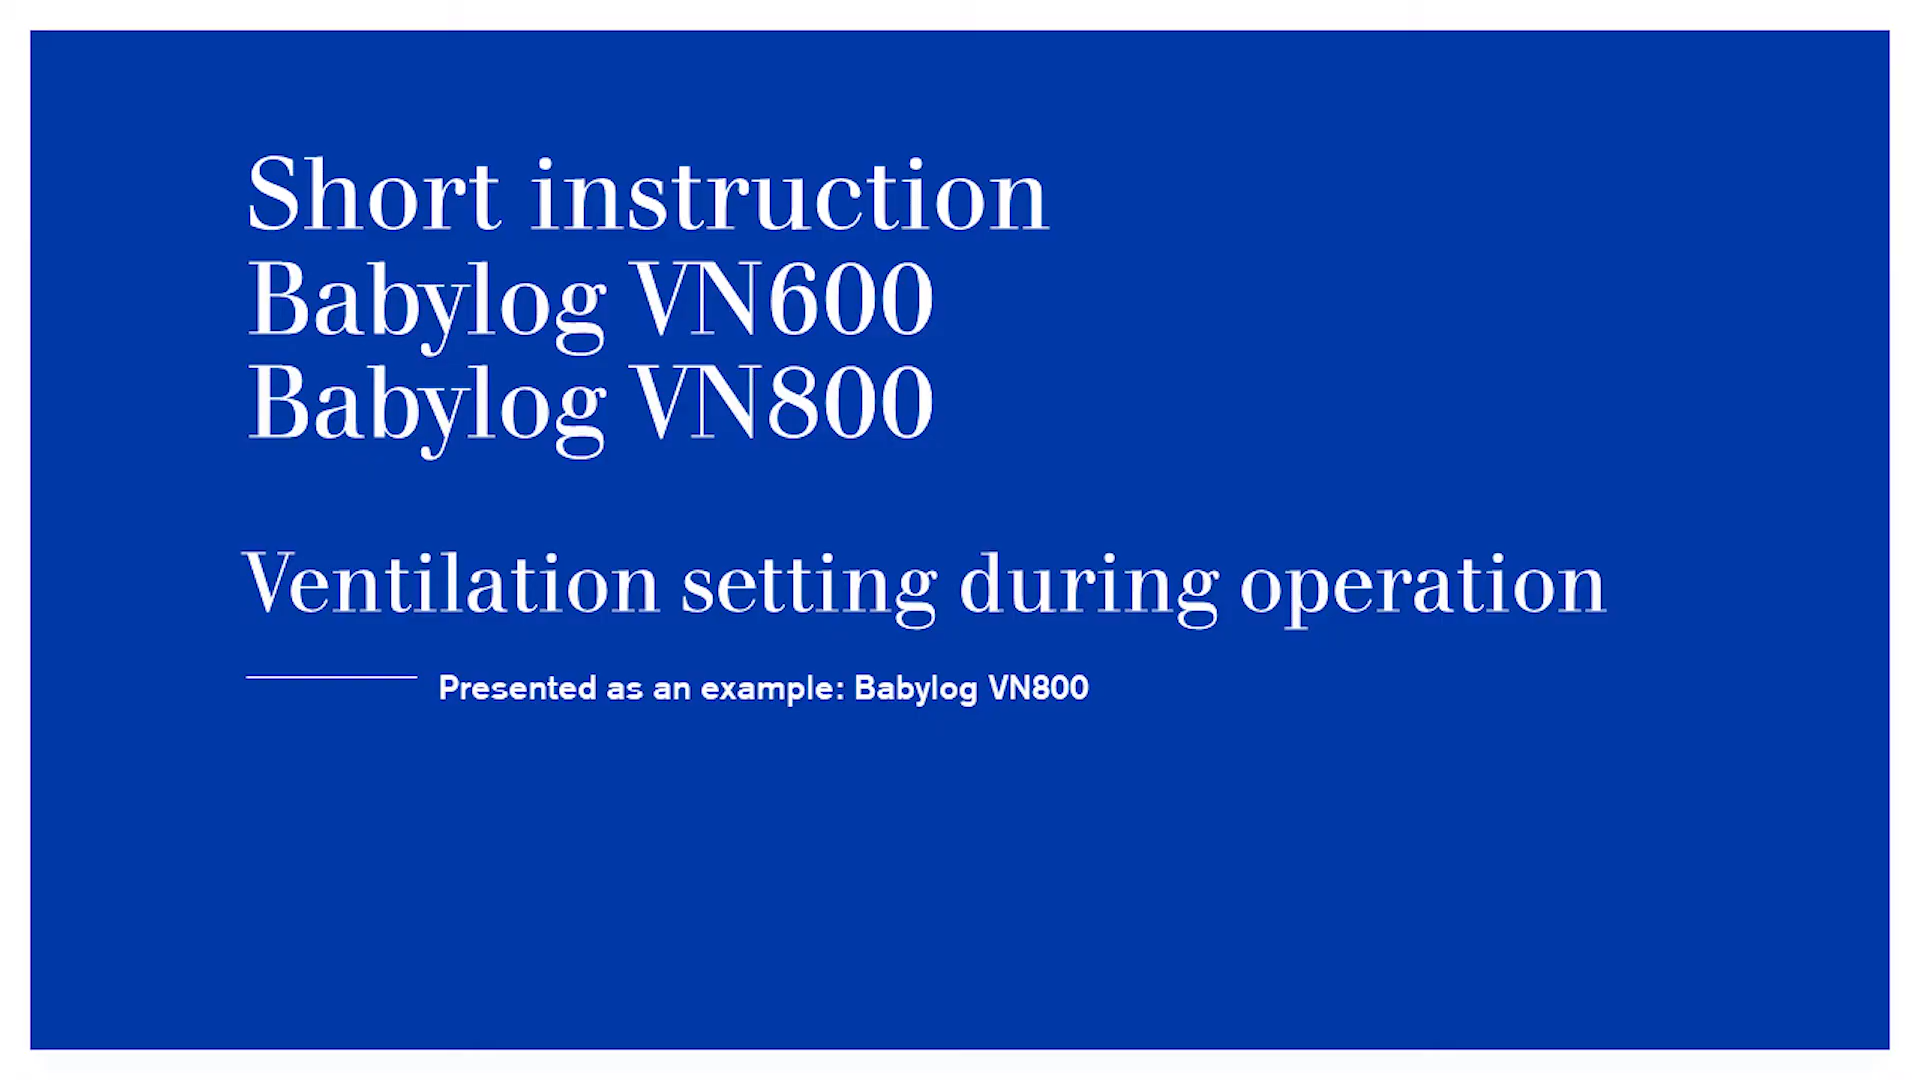 Short instruction
Babylog VN600
Babylog VN800
Ventilation setting during operation
Presented as an example: Babylog VN800